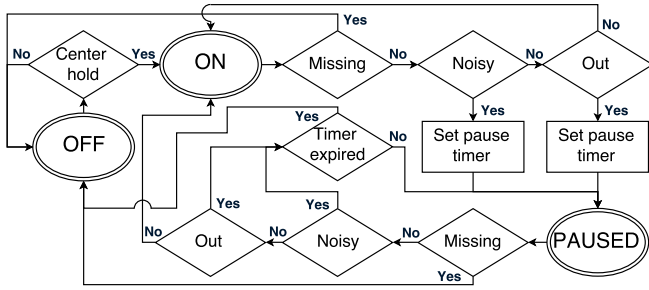 Yes
No
No
Center
hold
Yes
ON
Missing
No
Noisy
No
Out
Yes
Yes
OFF
Yes
Timer
expired
No
Set pause
timer
Set pause
timer
Yes
Yes
No
Out
No
Noisy
No
Missing
PAUSED
Yes